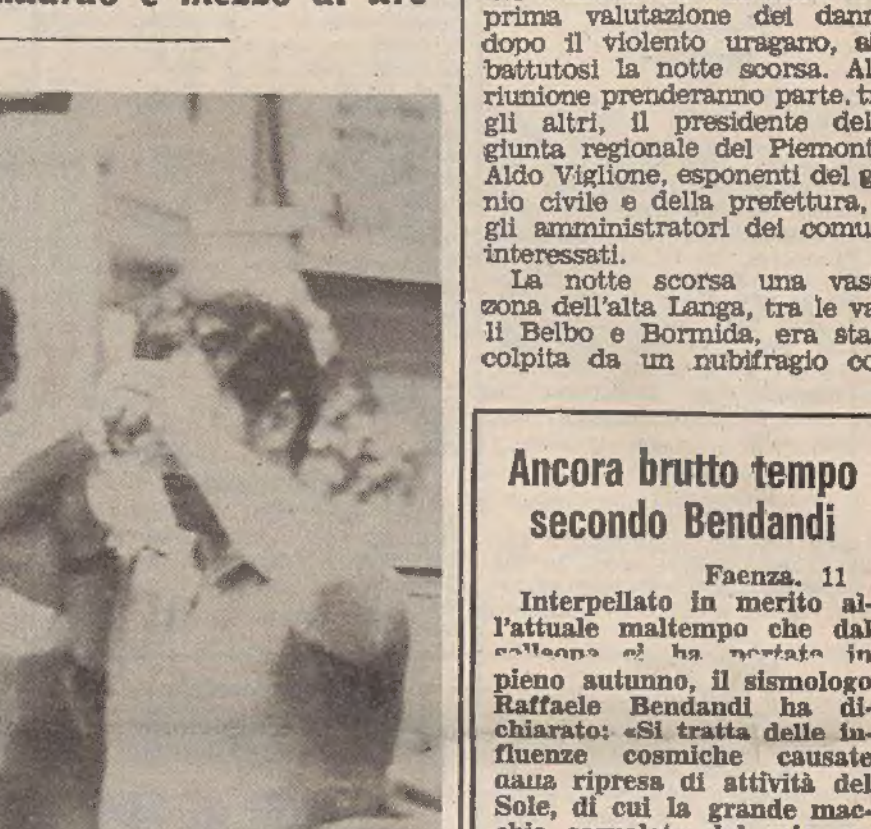 prima valutazione dei dann
dopo il violento uragano, a
battutosi la notte scorsa. Al
riunione prenderanno parte, t
gli altri, il presidente del
giunta regionale del Piemont
Aldo Viglione, esponenti del g
nio civile e della prefettura,
gli amministratori dei comu
interessati.
La notte scorsa una vas
zona dell'alta Langa, tra le va
li Belbo e Bormida, era sta
colpita da un nubifragio co
Ancora brutto tempo
secondo Bendandi
Faenza, 11
Interpellato in merito al-
l'attuale maltempo che dal
ha in
pieno autunno, il sismologo
Raffaele Bendandi ha di-
chiarato: «Si tratta delle in-
fluenze cosmiche causate
dalla ripresa di attività del
Sole, di cui la grande mac-